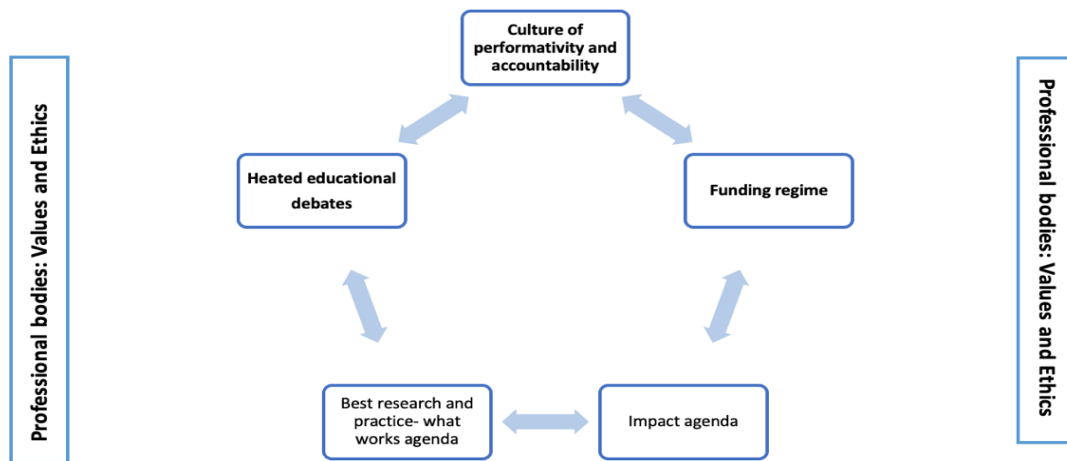 Culture of
performativity and
accountability
Professional bodies: Values and Ethics
Heated educational
debates
Funding regime
Professional bodies: Values and Ethics
Best research and
practice- what
works agenda
Impact agenda